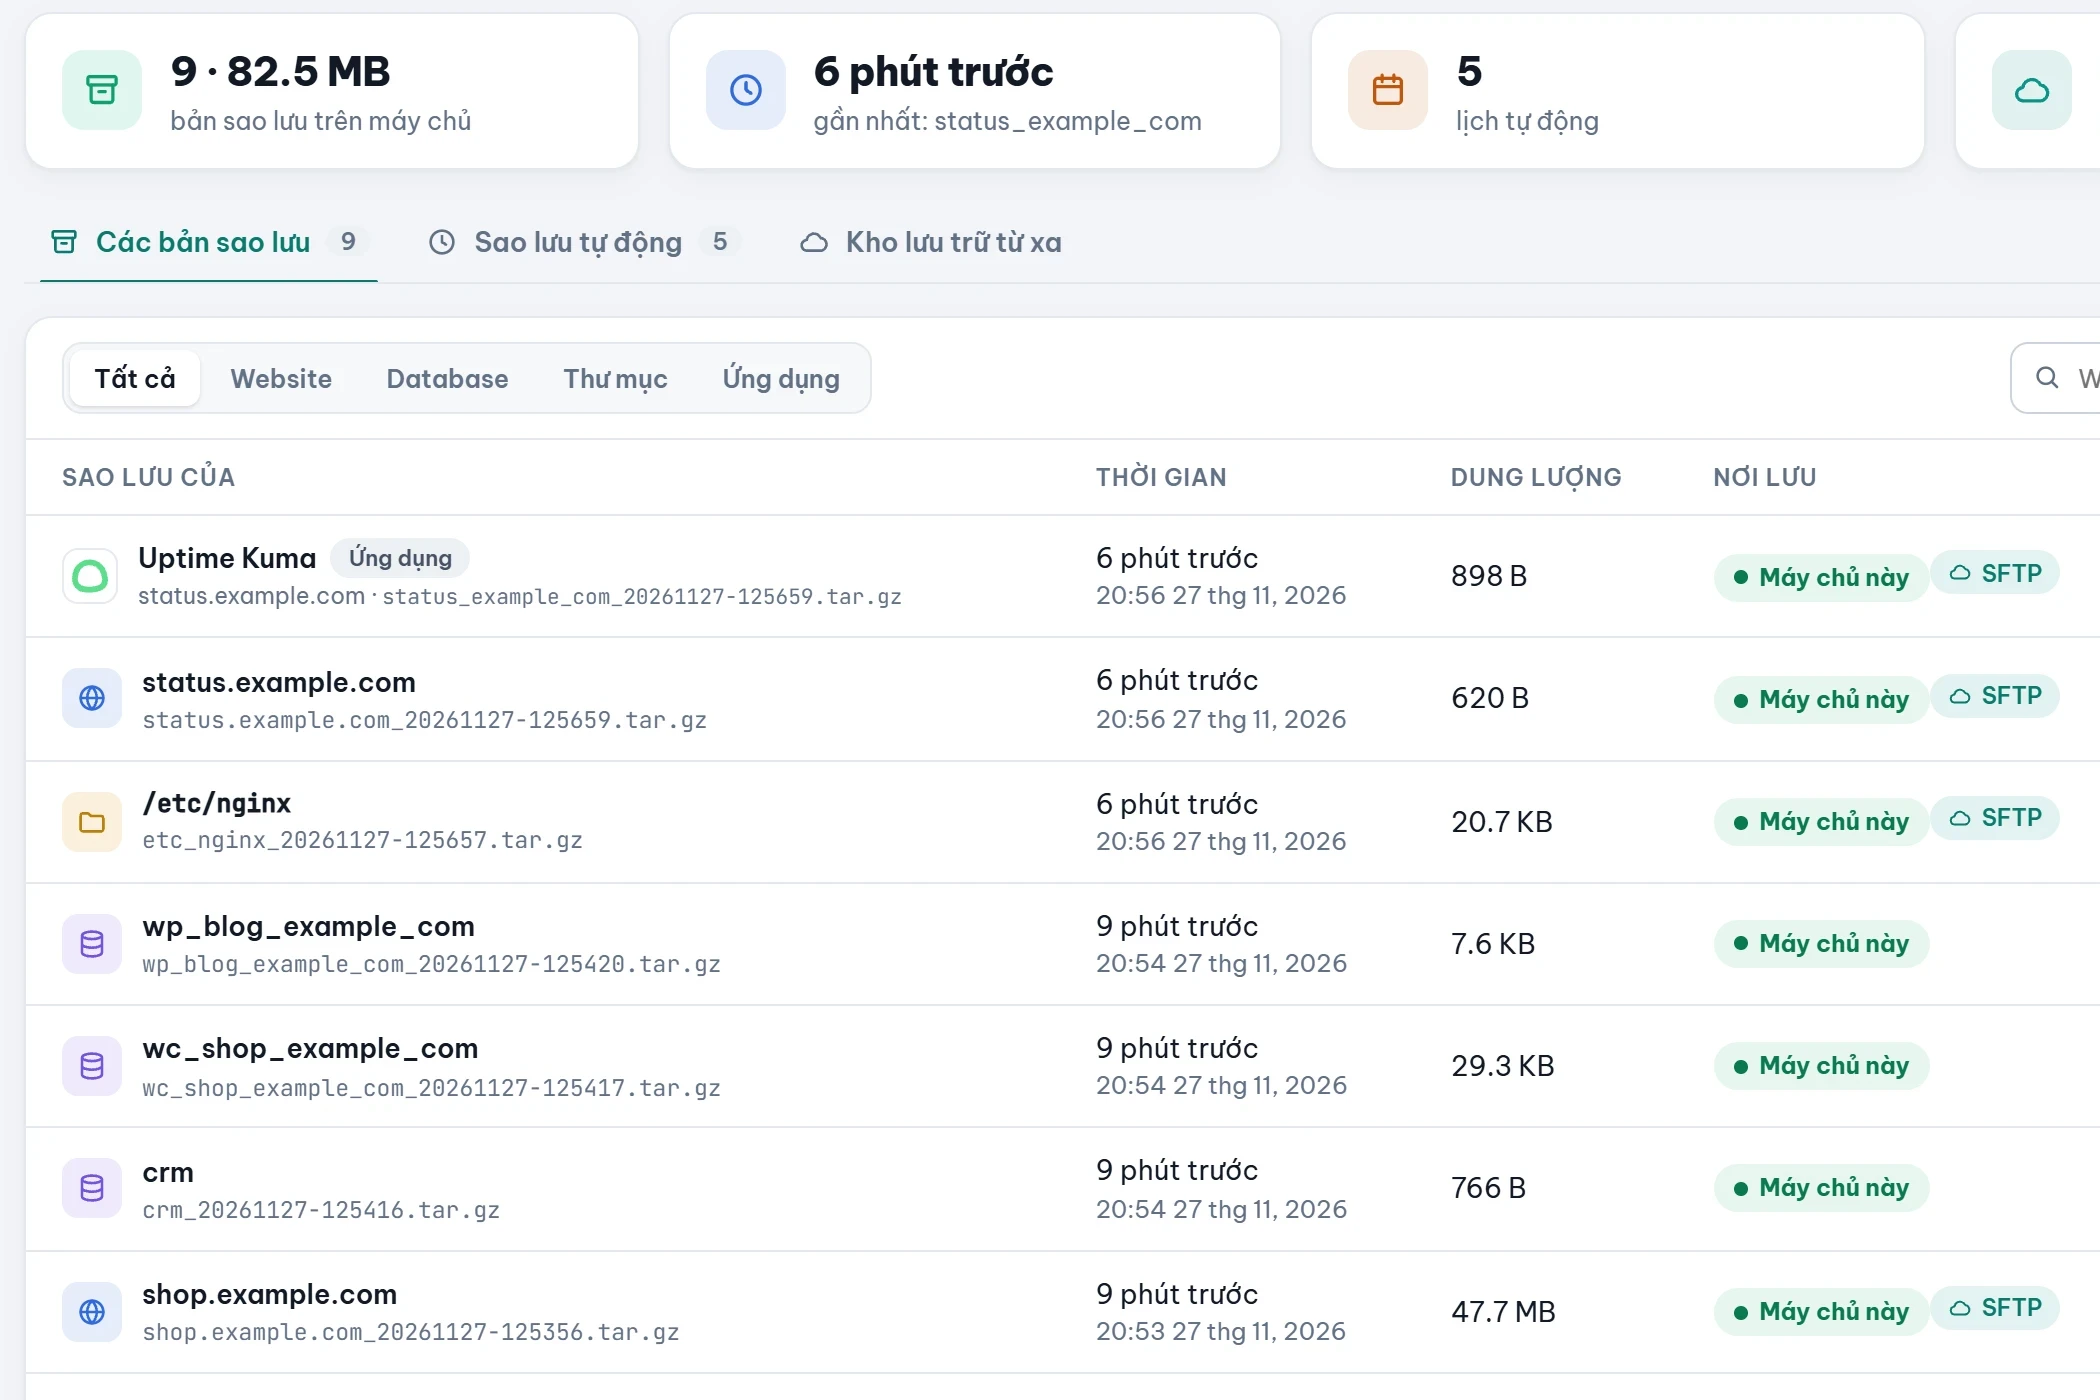 9 · 82.5 MB
bản sao lưu trên máy chủ
6 phút trước
gần nhất: status_example_com
5
lịch tự động
Các bản sao lưu 9
Sao lưu tự động 5
Kho lưu trữ từ xa
Tất cả
Website
Database
Thư mục
Ứng dụng
SAO LƯU CỦA
THỜI GIAN
DUNG LƯỢNG
NƠI LƯU
Uptime Kuma Ứng dụng
status.example.com · status_example_com_20261127-125659.tar.gz
6 phút trước
20:56 27 thg 11, 2026
898 B
Máy chủ này
SFTP
status.example.com
status.example.com_20261127-125659.tar.gz
6 phút trước
20:56 27 thg 11, 2026
620 B
Máy chủ này
SFTP
/etc/nginx
etc_nginx_20261127-125657.tar.gz
6 phút trước
20:56 27 thg 11, 2026
20.7 KB
Máy chủ này
SFTP
wp_blog_example_com
wp_blog_example_com_20261127-125420.tar.gz
9 phút trước
20:54 27 thg 11, 2026
7.6 KB
Máy chủ này
wc_shop_example_com
wc_shop_example_com_20261127-125417.tar.gz
9 phút trước
20:54 27 thg 11, 2026
29.3 KB
Máy chủ này
crm
crm_20261127-125416.tar.gz
9 phút trước
20:54 27 thg 11, 2026
766 B
Máy chủ này
shop.example.com
shop.example.com_20261127-125356.tar.gz
9 phút trước
20:53 27 thg 11, 2026
47.7 MB
Máy chủ này
SFTP